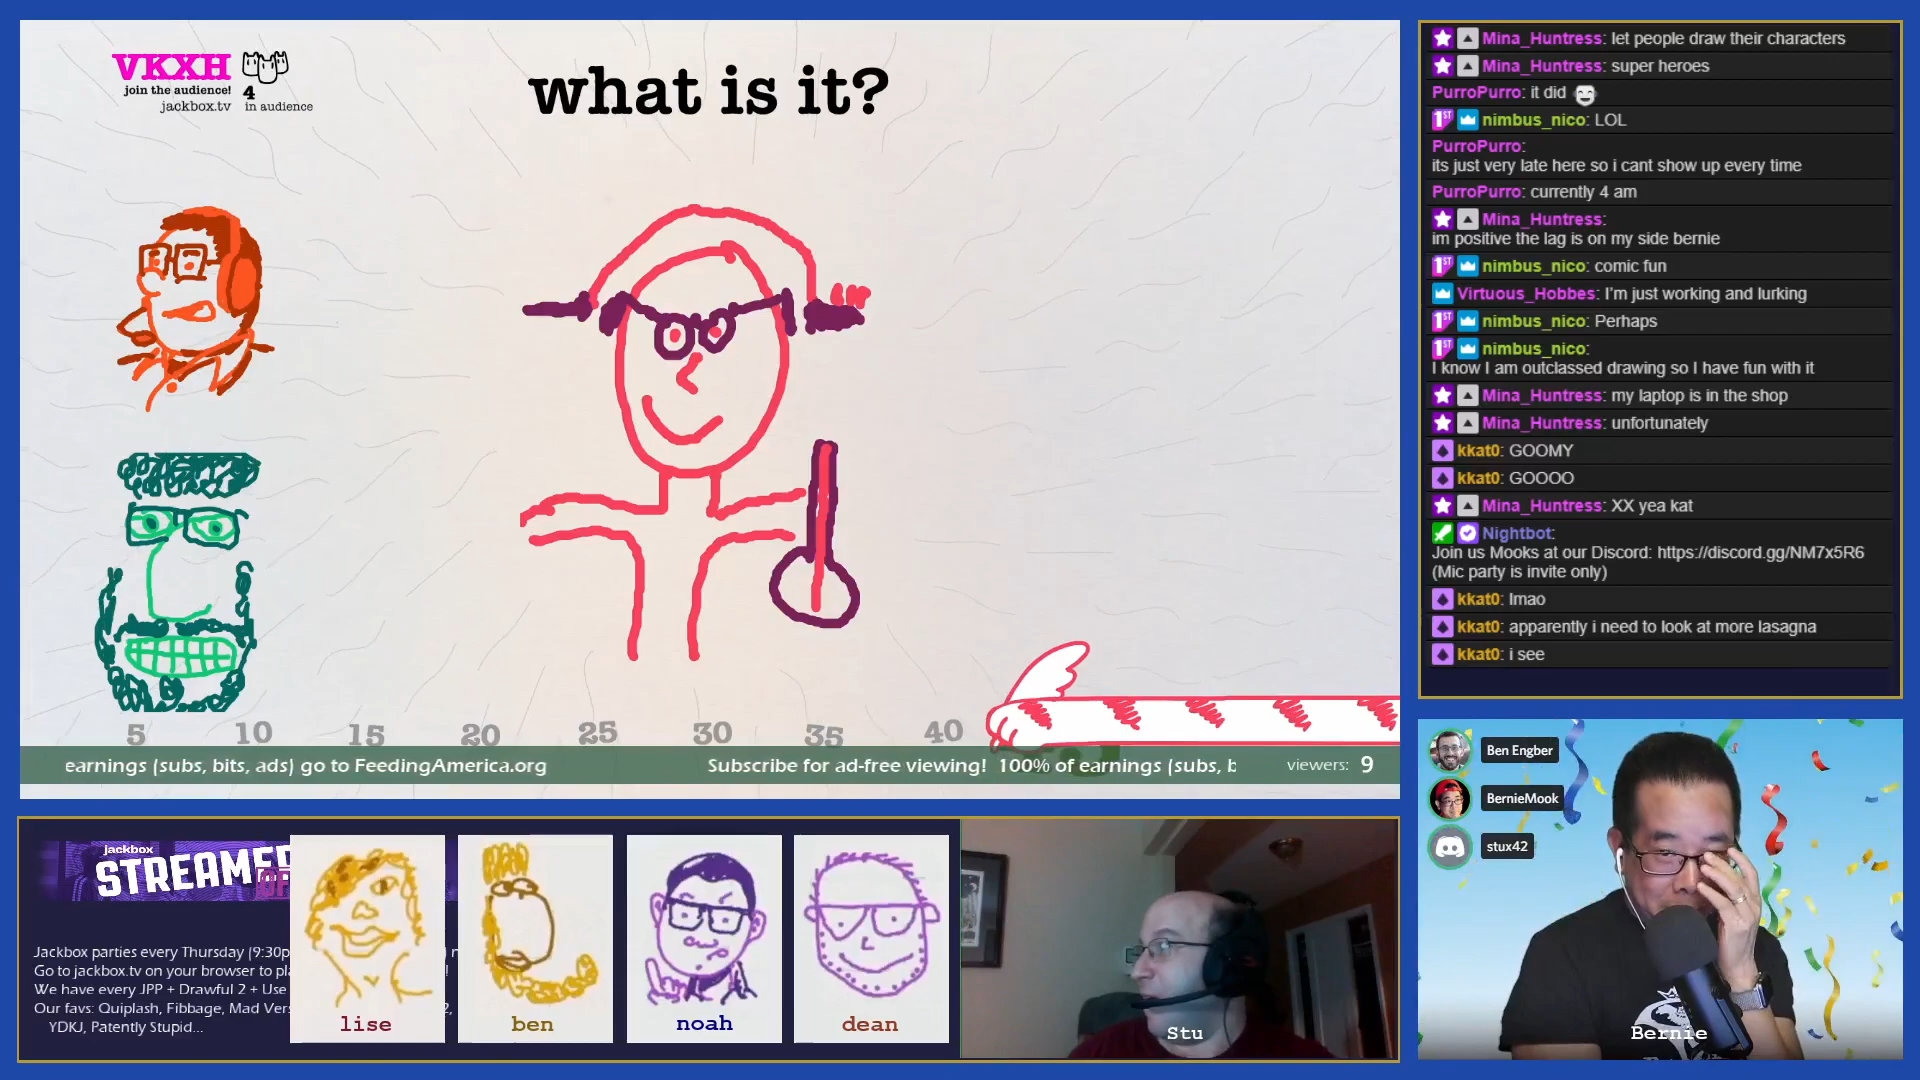 VKXH
join the audience!
jackbox.tv
4
in audience
what is it?
5 10 15 20 25 30 35 40
earnings (subs, bits, ads) go to FeedingAmerica.org
Subscribe for ad-free viewing! 100% of earnings (subs, b
viewers: 9
Mina_Huntress: let people draw their characters
Mina_Huntress: super heroes
PurroPurro: it did
1ST nimbus_nico: LOL
PurroPurro:
its just very late here so i cant show up every time
PurroPurro: currently 4 am
Mina_Huntress:
im positive the lag is on my side bernie
1ST nimbus_nico: comic fun
Virtuous_Hobbes: I'm just working and lurking
1ST nimbus_nico: Perhaps
1ST nimbus_nico:
I know I am outclassed drawing so I have fun with it
Mina_Huntress: my laptop is in the shop
Mina_Huntress: unfortunately
kkat0: GOOMY
kkat0: GOOOO
Mina_Huntress: XX yea kat
Nightbot:
Join us Mooks at our Discord: https://discord.gg/NM7x5R6
(Mic party is invite only)
kkat0: lmao
kkat0: apparently i need to look at more lasagna
kkat0: i see
jackbox
STREAMED
Jackbox parties every Thursday (9:30p
Go to jackbox.tv on your browser to pl
We have every JPP + Drawful 2 + Use
Our favs: Quiplash, Fibbage, Mad Vers
YDKJ, Patently Stupid...
lise
ben
noah
dean
Stu
Ben Engber
BernieMook
stux42
Bernie